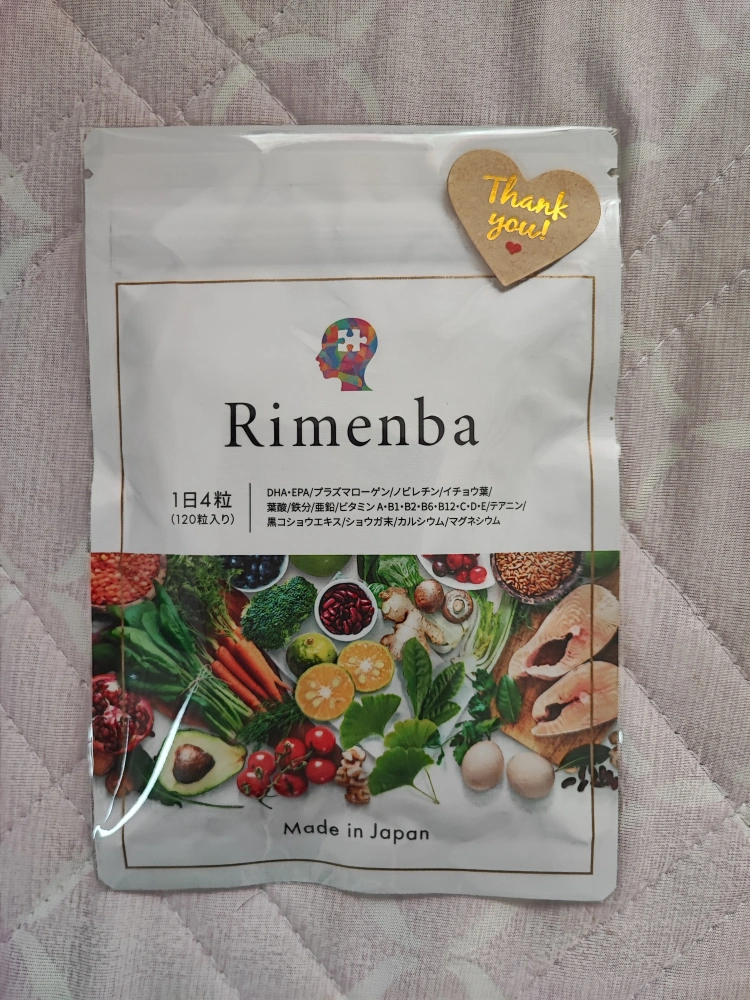 Thank
you!
Rimenba
1日4粒
(120粒入り)
DHA・EPA/プラズマローゲン/ノビレチン/イチョウ葉/
葉酸/鉄分/亜鉛/ビタミンA・B1・B2・B6・B12・C・D・E/テアニン/
黒コショウエキス/ショウガ末/カルシウム/マグネシウム
Made in Japan